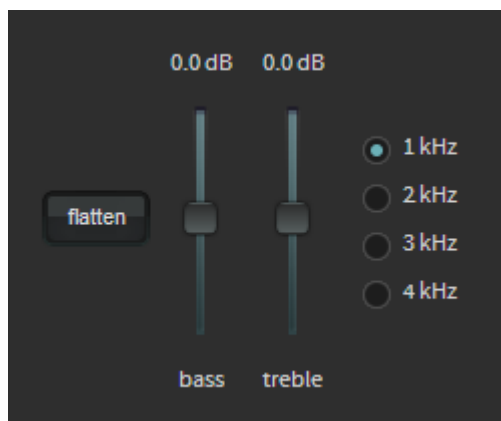 0.0 dB 0.0 dB
1 kHz
2 kHz
flatten
3 kHz
4 kHz
bass treble